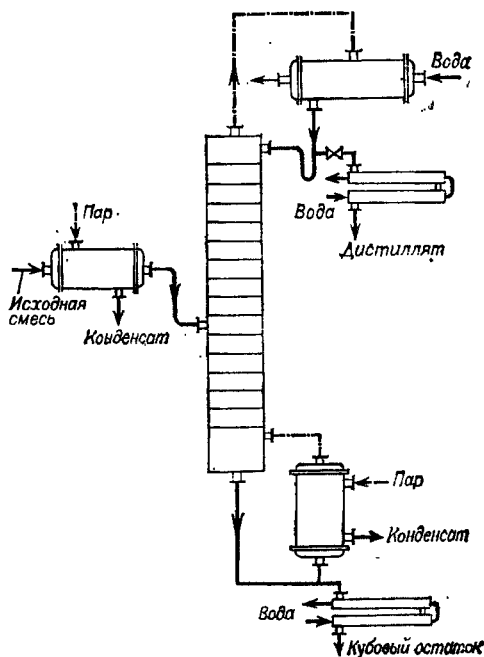 Вода
Пар
Вода
Дистиллят
Исходная
смесь
Конденсат
Пар
Конденсат
Вода
Кубовый остаток